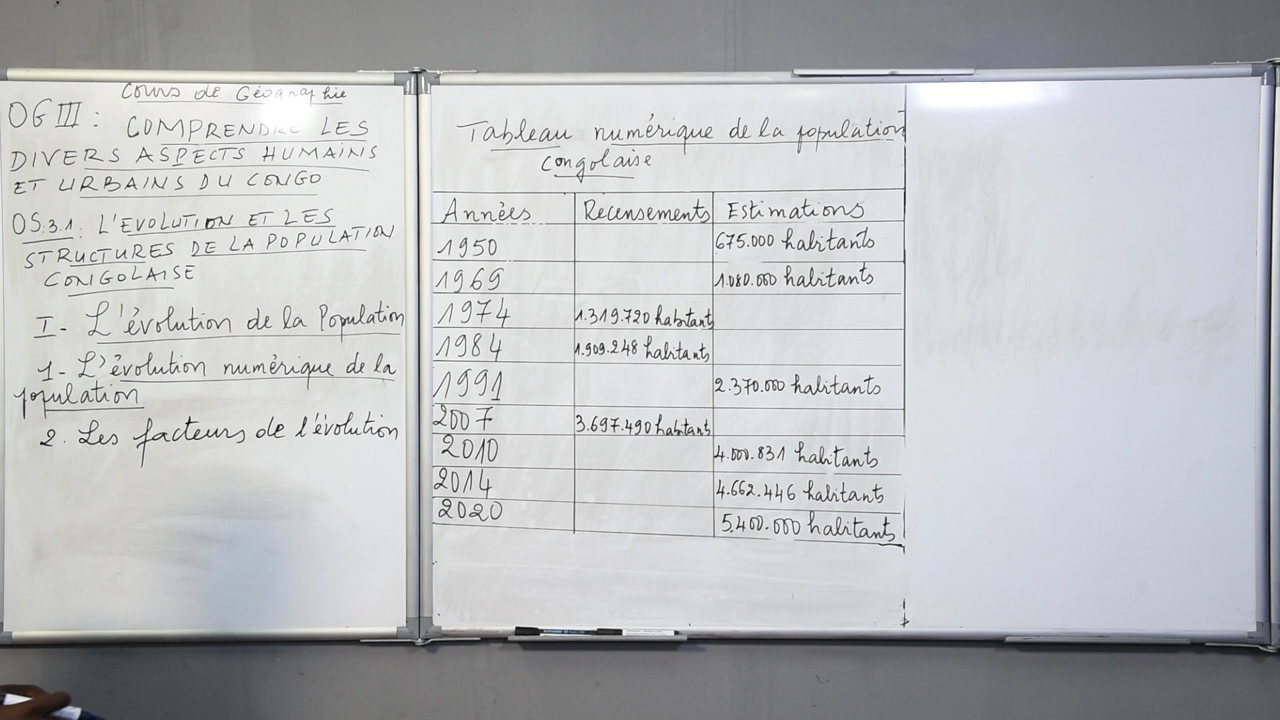 Cours de Géographie
OG III :
COMPRENDRE LES
DIVERS ASPECTS HUMAINS
ET URBAINS DU CONGO
OS.3.1: L'EVOLUTION ET LES
STRUCTURES DE LA POPULATION
CONGOLAISE
I- L'évolution de la Population
1- L'évolution numérique de la
population
2. Les facteurs de l'évolution
Tableau numérique de la population
congolaise
Années Recensements Estimations
1950 675.000 habitants
1969 1.080.000 habitants
1974 1.319.720 habitants
1984 1.909.248 habitants
1991 2.370.000 habitants
2007 3.697.490 habitants
2010 4.000.831 habitants
2014 4.662.446 habitants
2020 5.400.000 habitants